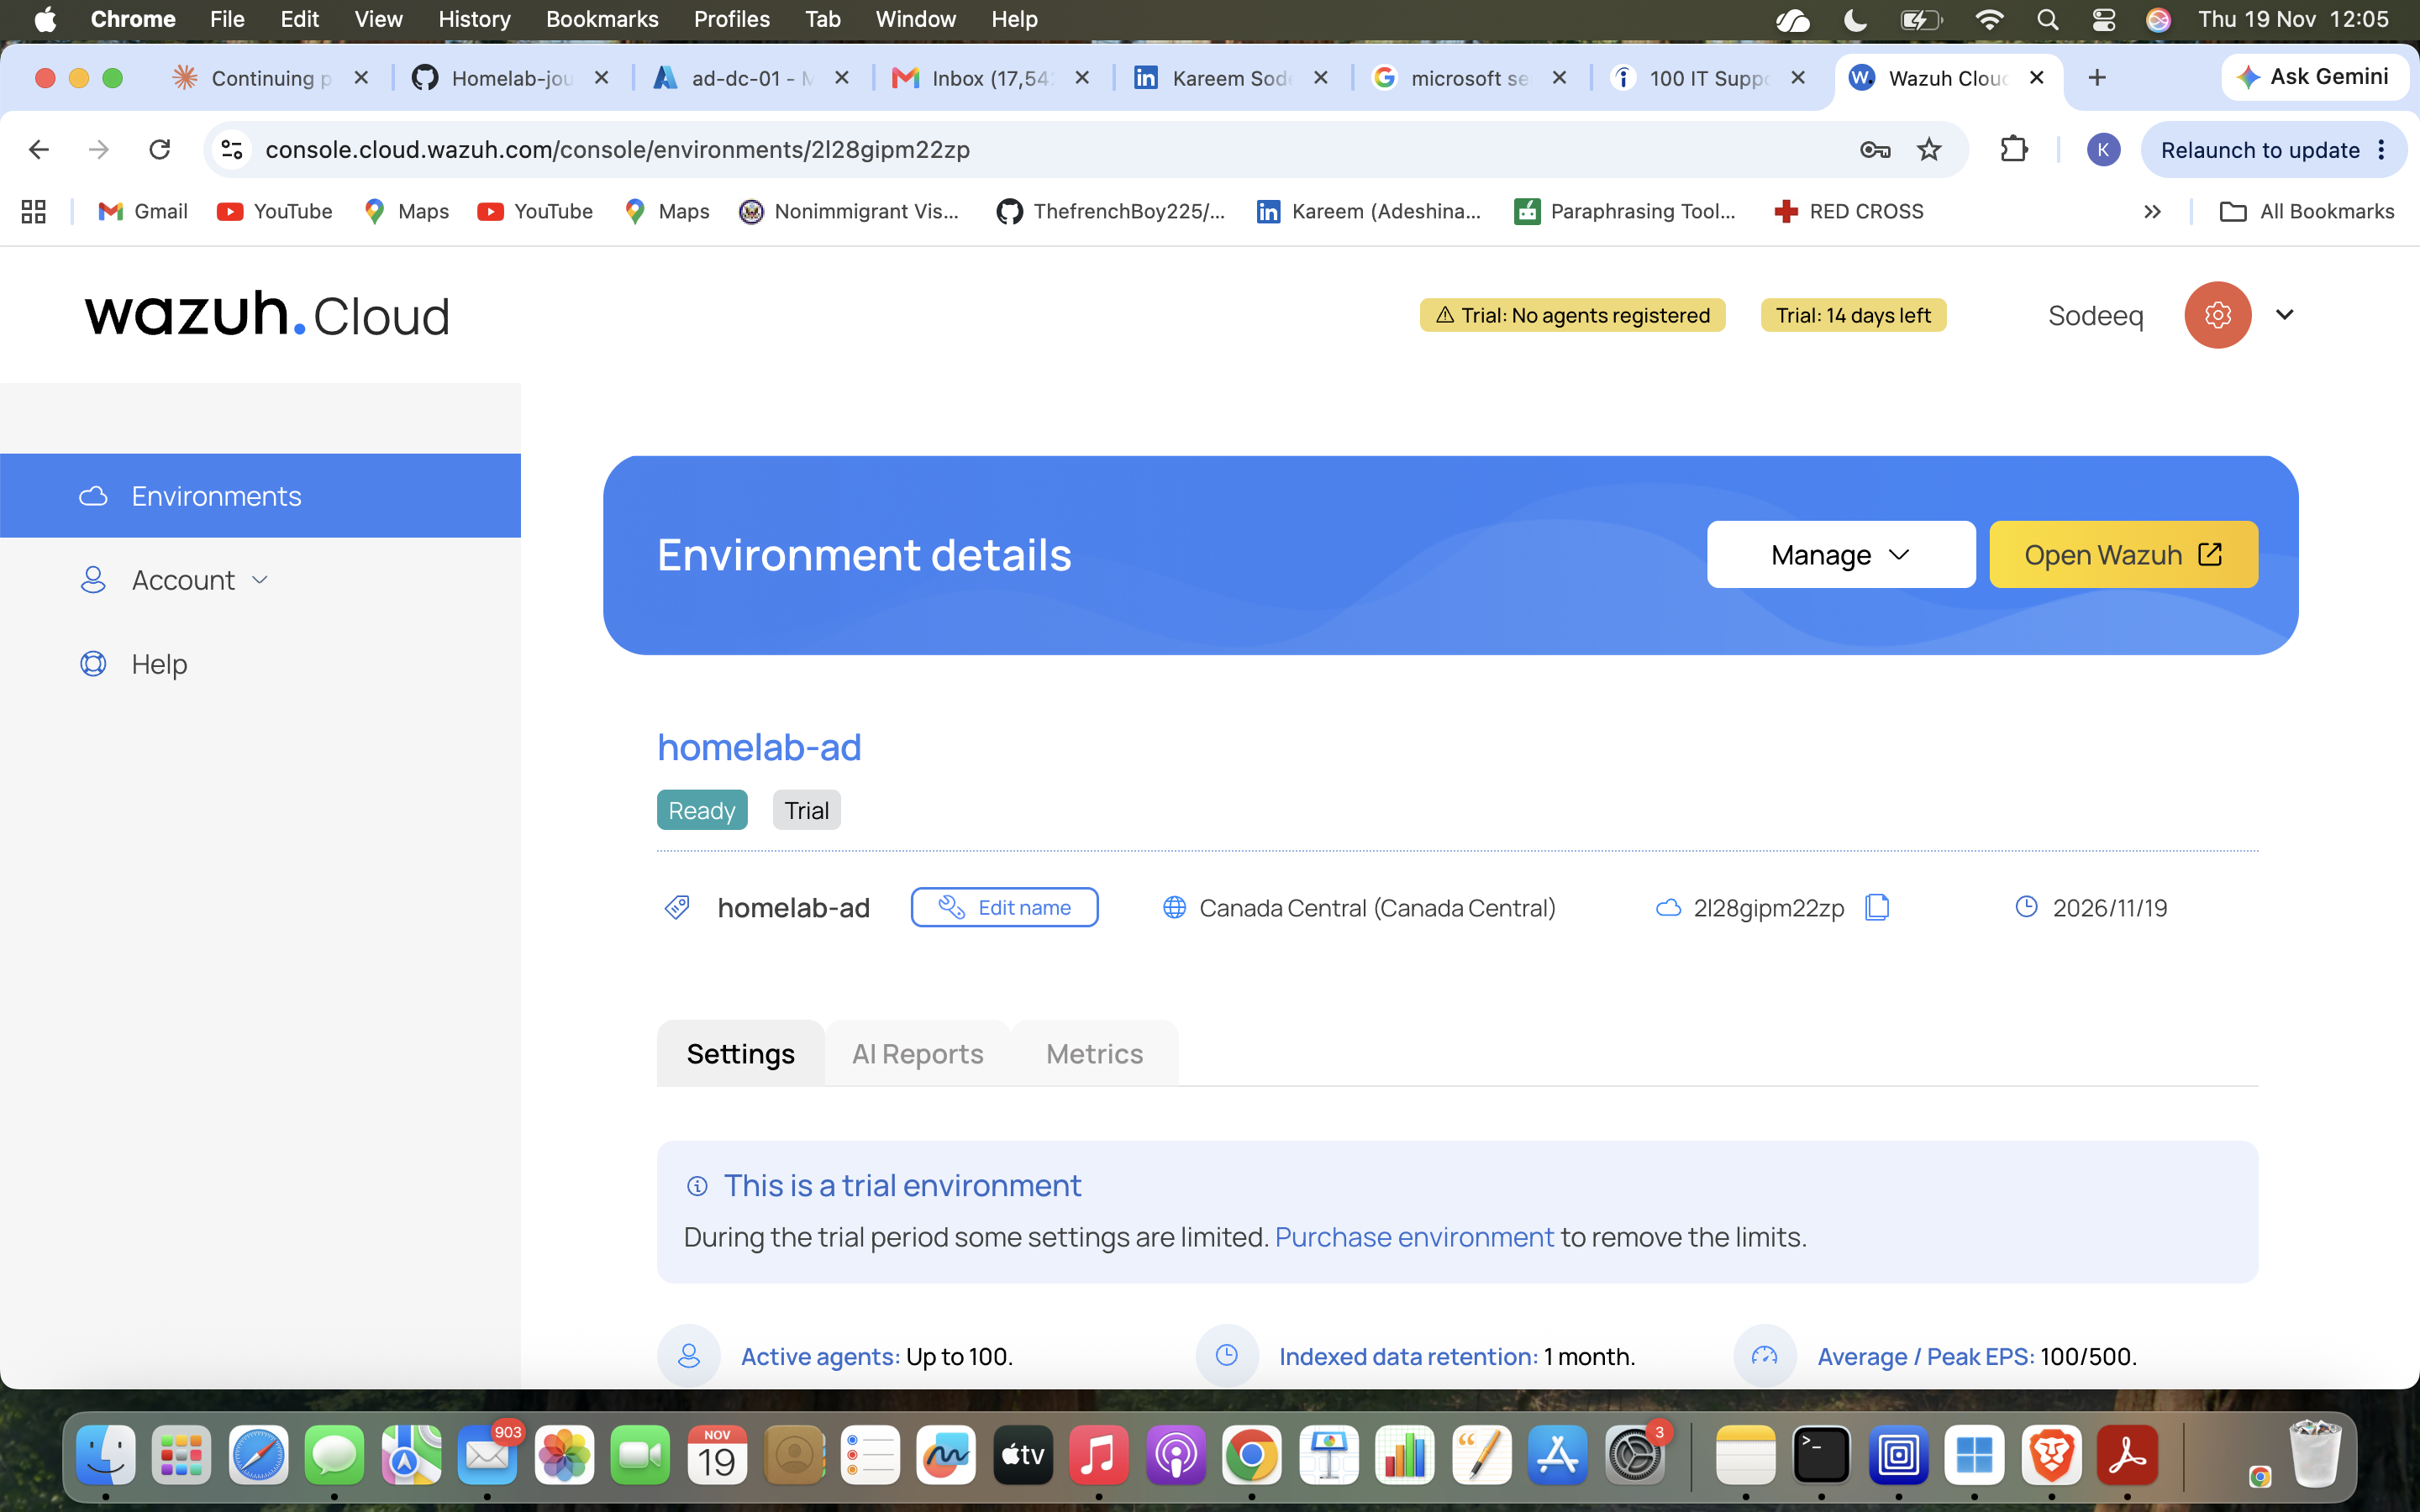 Chrome File Edit View History Bookmarks Profiles Tab Window Help Thu 19 Nov 12:05
Continuing p Homelab-jou ad-dc-01 - M Inbox (17,54 Kareem Sod microsoft se 100 IT Supp Wazuh Clou Ask Gemini
console.cloud.wazuh.com/console/environments/2l28gipm22zp K Relaunch to update
Gmail YouTube Maps YouTube Maps Nonimmigrant Vis... ThefrenchBoy225/... Kareem (Adeshina... Paraphrasing Tool... RED CROSS All Bookmarks
wazuh.Cloud Trial: No agents registered Trial: 14 days left Sodeeq
Environments
Account
Help
Environment details Manage Open Wazuh
homelab-ad
Ready Trial
homelab-ad Edit name Canada Central (Canada Central) 2l28gipm22zp 2026/11/19
Settings AI Reports Metrics
This is a trial environment
During the trial period some settings are limited. Purchase environment to remove the limits.
Active agents: Up to 100. Indexed data retention: 1 month. Average / Peak EPS: 100/500.
903 NOV 19 tv 3